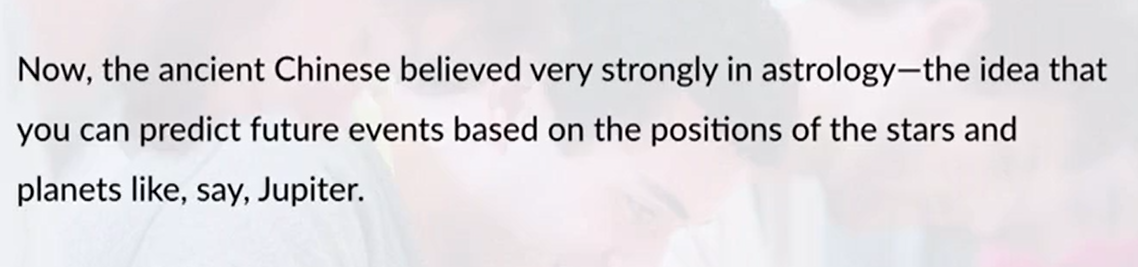 Now, the ancient Chinese believed very strongly in astrology—the idea that
you can predict future events based on the positions of the stars and
planets like, say, Jupiter.